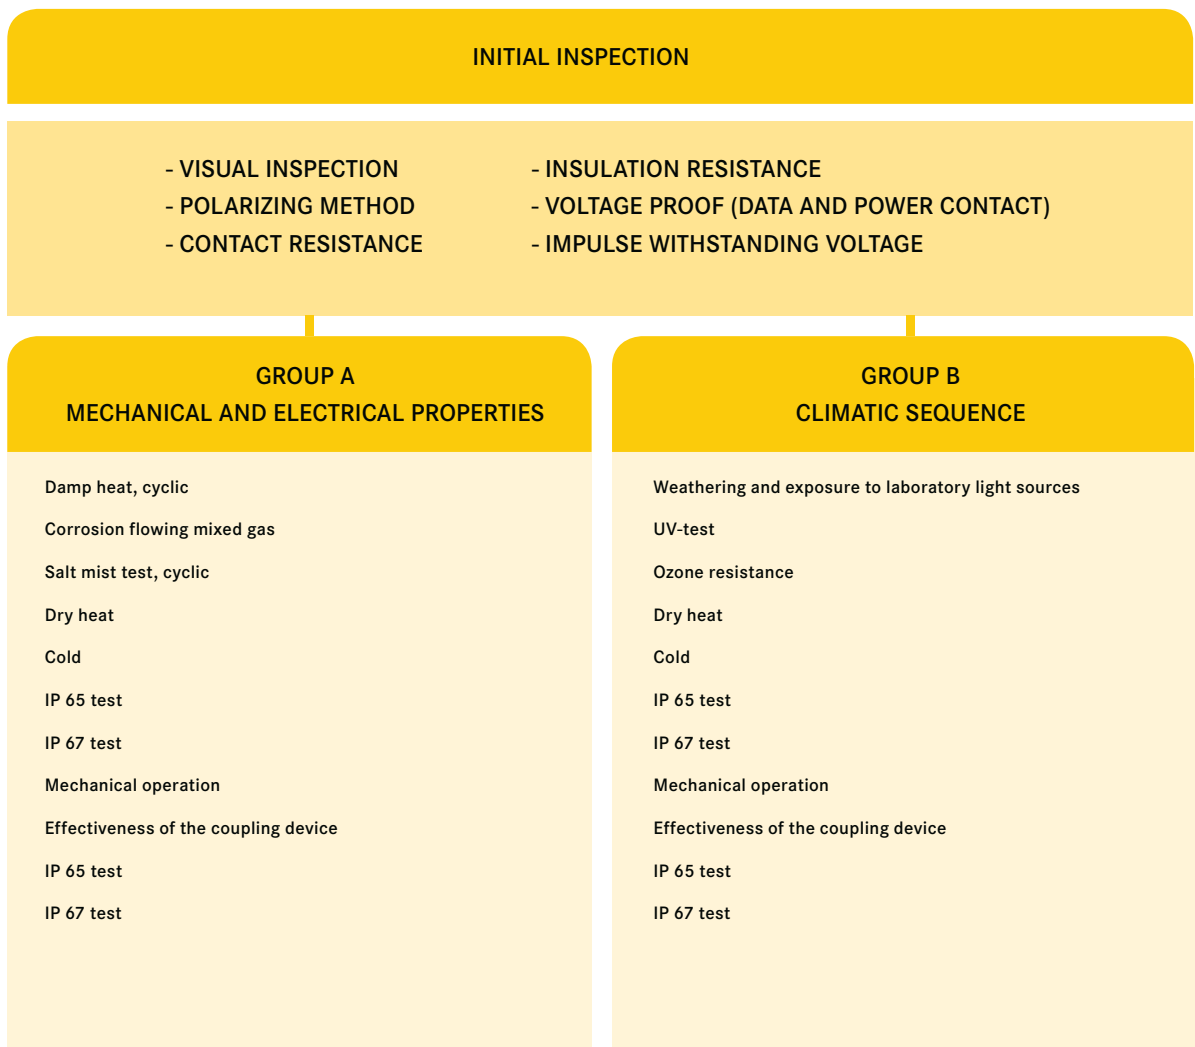 INITIAL INSPECTION
- VISUAL INSPECTION
- POLARIZING METHOD
- CONTACT RESISTANCE
- INSULATION RESISTANCE
- VOLTAGE PROOF (DATA AND POWER CONTACT)
- IMPULSE WITHSTANDING VOLTAGE
GROUP A
MECHANICAL AND ELECTRICAL PROPERTIES
Damp heat, cyclic
Corrosion flowing mixed gas
Salt mist test, cyclic
Dry heat
Cold
IP 65 test
IP 67 test
Mechanical operation
Effectiveness of the coupling device
IP 65 test
IP 67 test
GROUP B
CLIMATIC SEQUENCE
Weathering and exposure to laboratory light sources
UV-test
Ozone resistance
Dry heat
Cold
IP 65 test
IP 67 test
Mechanical operation
Effectiveness of the coupling device
IP 65 test
IP 67 test